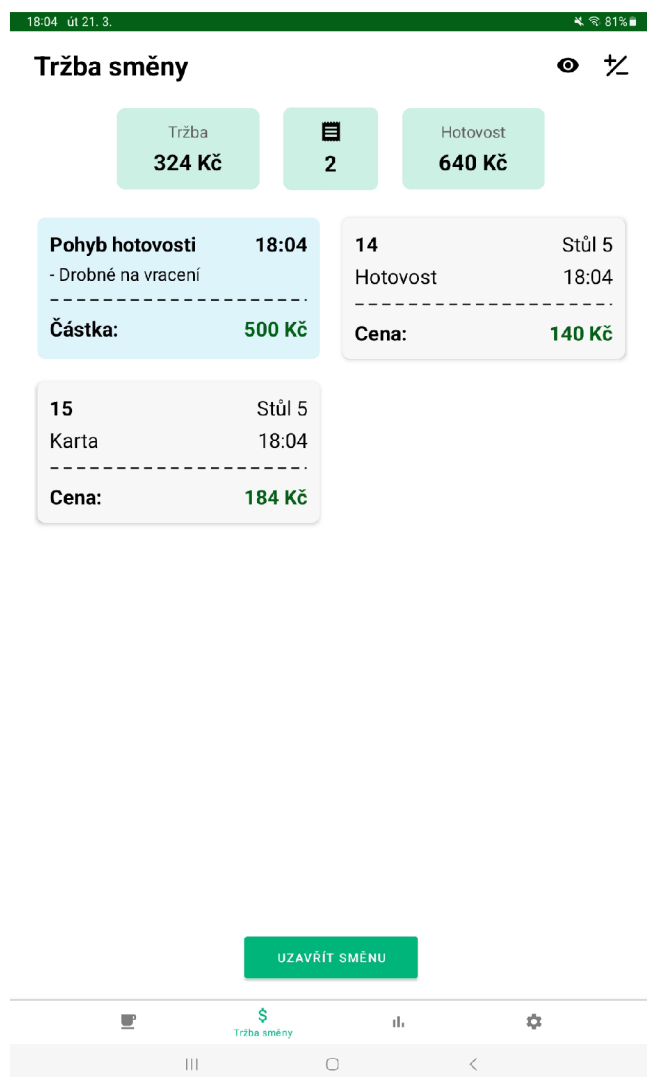 18:04 út 21. 3. 81%
Tržba směny
Tržba
324 Kč
2
Hotovost
640 Kč
Pohyb hotovosti 18:04
- Drobné na vracení
Částka: 500 Kč
14 Stůl 5
Hotovost 18:04
Cena: 140 Kč
15 Stůl 5
Karta 18:04
Cena: 184 Kč
UZAVŘÍT SMĚNU
Tržba směny